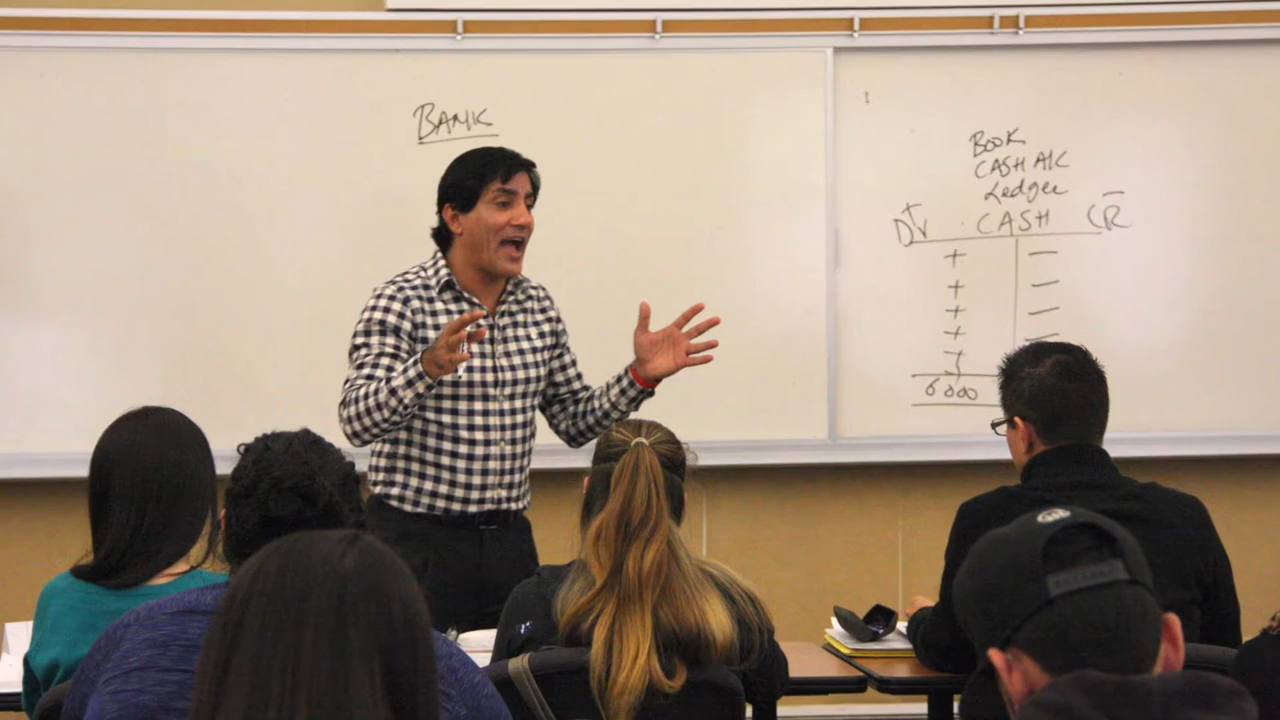 BANK
BOOK
CASH A/C
Ledger
+ −
Dr CASH CR
+ —
+ —
+ —
+ —
+
6000